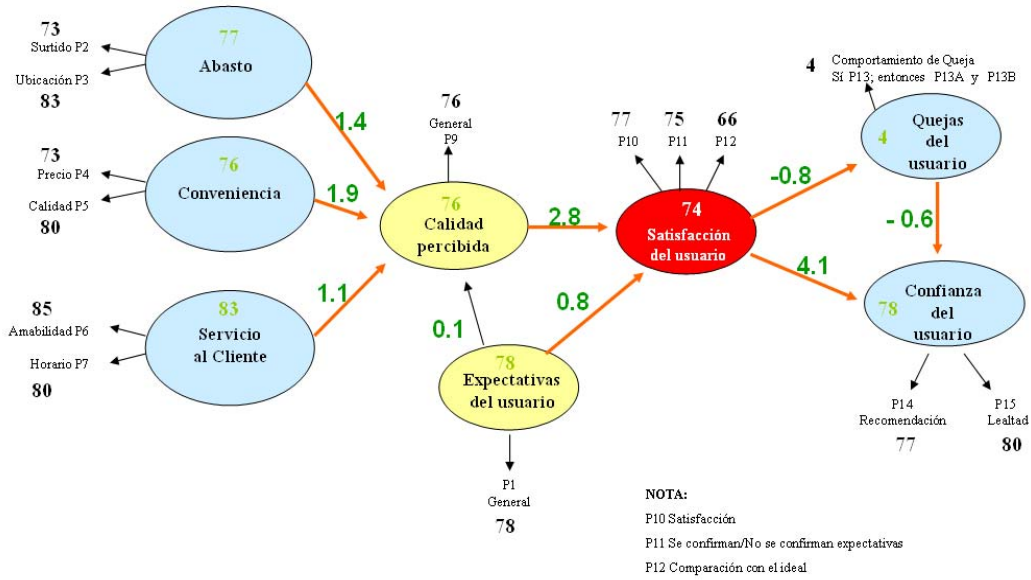 73
Surtido P2
Ubicación P3
83
77
Abasto
1.4
73
Precio P4
Calidad P5
80
76
Conveniencia
1.9
85
Amabilidad P6
Horario P7
80
83
Servicio
al Cliente
1.1
76
General
P9
76
Calidad
percibida
2.8
0.1
78
Expectativas
del usuario
0.8
P1
General
78
77
P10
75
P11
66
P12
74
Satisfacción
del usuario
-0.8
4.1
4
Comportamiento de Queja
Sí P13; entonces P13A y P13B
4
Quejas
del
usuario
- 0.6
78
Confianza
del
usuario
P14
Recomendación
77
P15
Lealtad
80
NOTA:
P10 Satisfacción
P11 Se confirman/No se confirman expectativas
P12 Comparación con el ideal